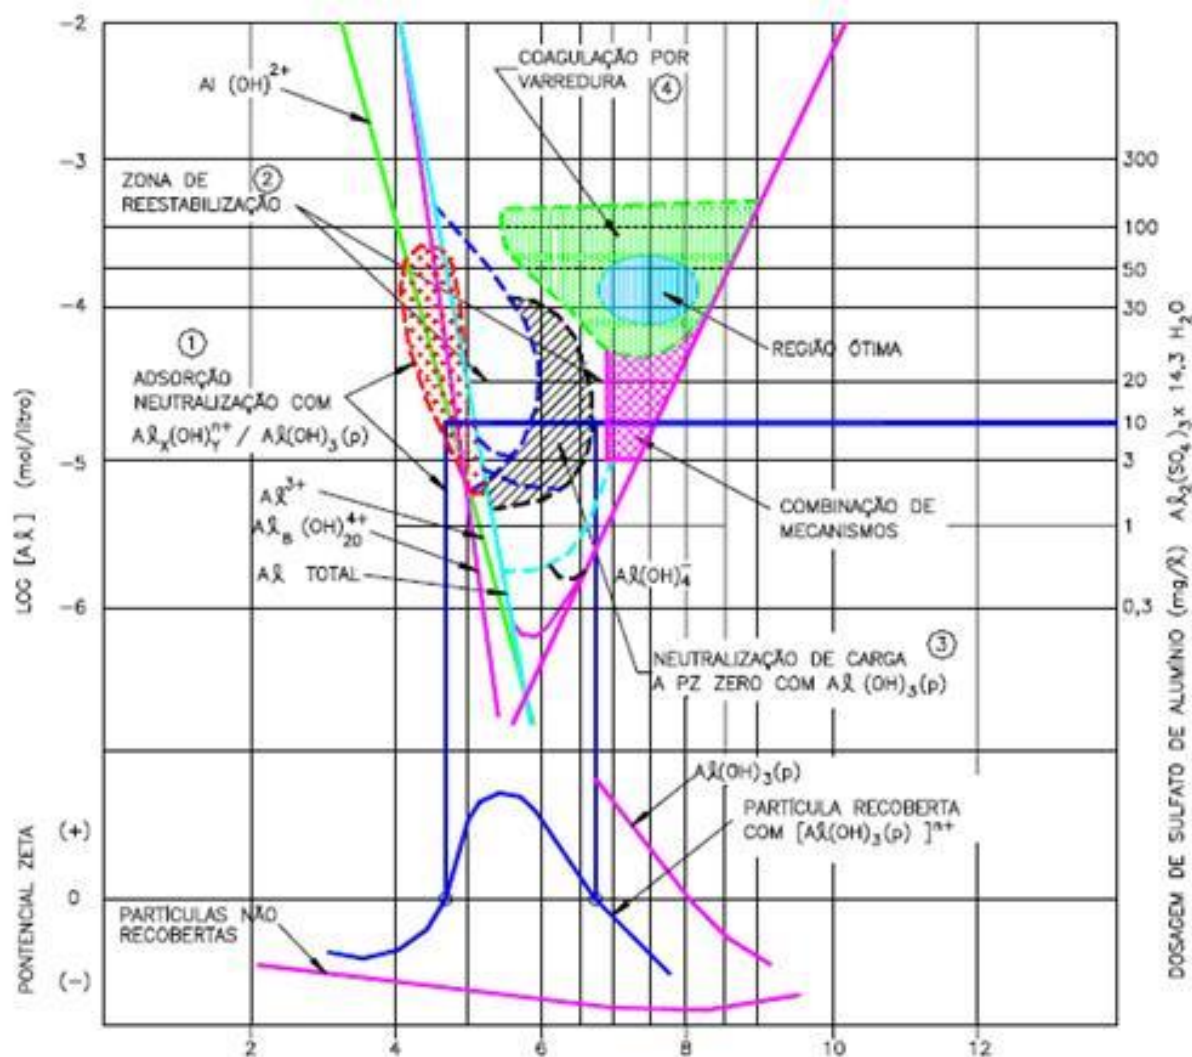 -2
-3
-4
-5
-6
LOG [Aℓ] (mol/litro)
Aℓ (OH)²⁺
ZONA DE ②
REESTABILIZAÇÃO
①
ADSORÇÃO
NEUTRALIZAÇÃO COM
Aℓₓ(OH)ᵧⁿ⁺ / Aℓ(OH)₃(p)
Aℓ³⁺
Aℓ₈ (OH)₂₀⁴⁺
Aℓ TOTAL
COAGULAÇÃO POR
VARREDURA ④
REGIÃO ÓTIMA
COMBINAÇÃO DE
MECANISMOS
Aℓ(OH)₄⁻
③
NEUTRALIZAÇÃO DE CARGA
A PZ ZERO COM Aℓ (OH)₃(p)
300
100
50
30
20
10
3
1
0,3
DOSAGEM DE SULFATO DE ALUMÍNIO (mg/ℓ) Aℓ₂(SO₄)₃x 14.3 H₂O
PONTENCIAL ZETA
(+)
0
(-)
Aℓ(OH)₃(p)
PARTÍCULA RECOBERTA
COM [Aℓ(OH)₃(p) ]ⁿ⁺
PARTÍCULAS NÃO
RECOBERTAS
2 4 6 8 10 12